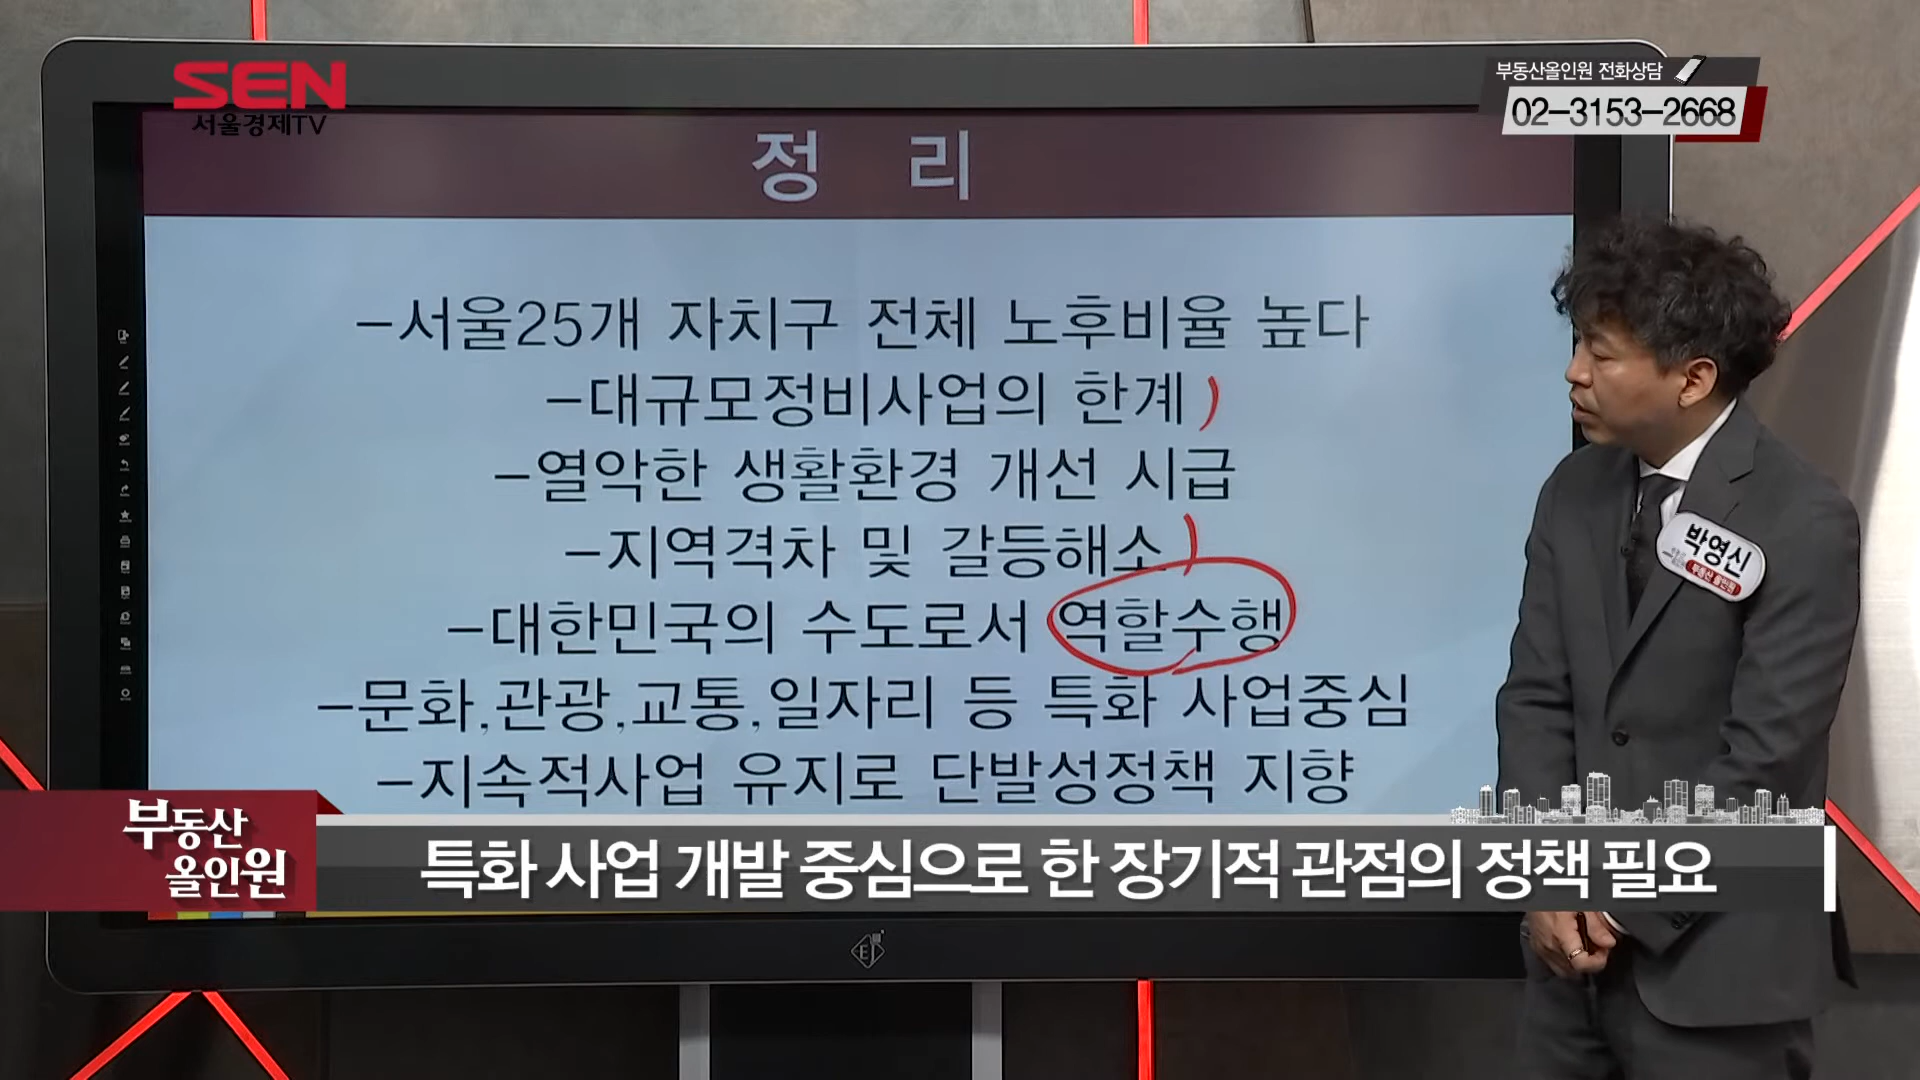 SEN
서울경제TV
부동산올인원 전화상담
02-3153-2668
정 리
-서울25개 자치구 전체 노후비율 높다
-대규모정비사업의 한계
-열악한 생활환경 개선 시급
-지역격차 및 갈등해소
-대한민국의 수도로서 역할수행
-문화,관광,교통,일자리 등 특화 사업중심
-지속적사업 유지로 단발성정책 지향
박영신
부동산 올인원
부동산
올인원
특화 사업 개발 중심으로 한 장기적 관점의 정책 필요